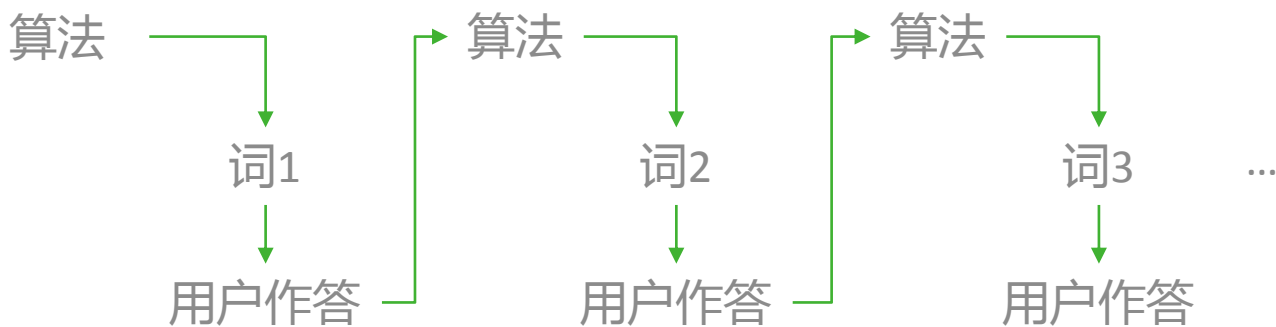 算法 算法 算法
词1 词2 词3 ...
用户作答 用户作答 用户作答